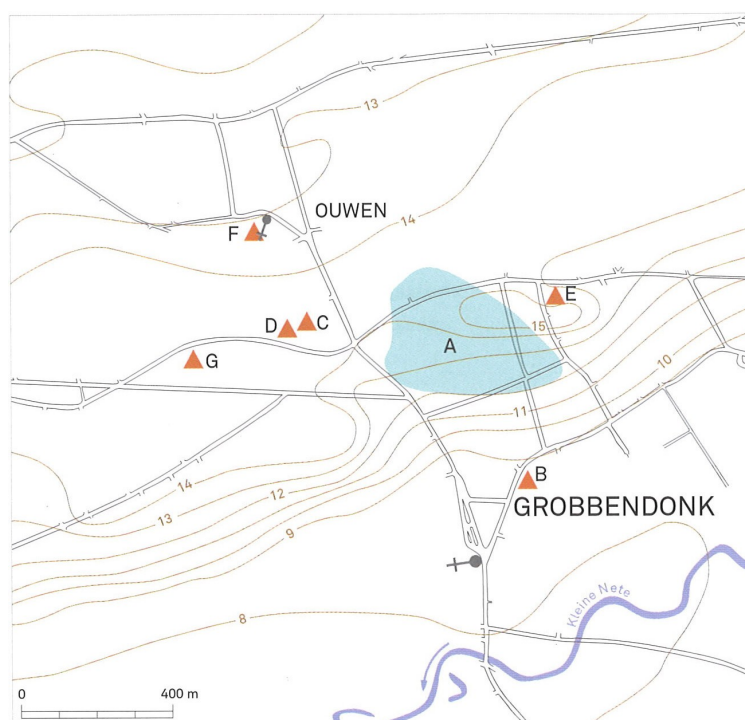 13
OUWEN
14
F
E
15
D
C
A
G
10
11
14
12
B
13
GROBBENDONK
9
Kleine Nete
8
0
400 m